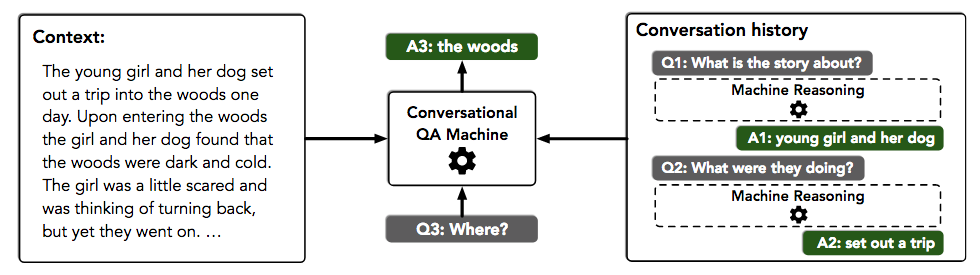 Context:
The young girl and her dog set
out a trip into the woods one
day. Upon entering the woods
the girl and her dog found that
the woods were dark and cold.
The girl was a little scared and
was thinking of turning back,
but yet they went on. ...
A3: the woods
Conversational
QA Machine
Q3: Where?
Conversation history
Q1: What is the story about?
Machine Reasoning
A1: young girl and her dog
Q2: What were they doing?
Machine Reasoning
A2: set out a trip